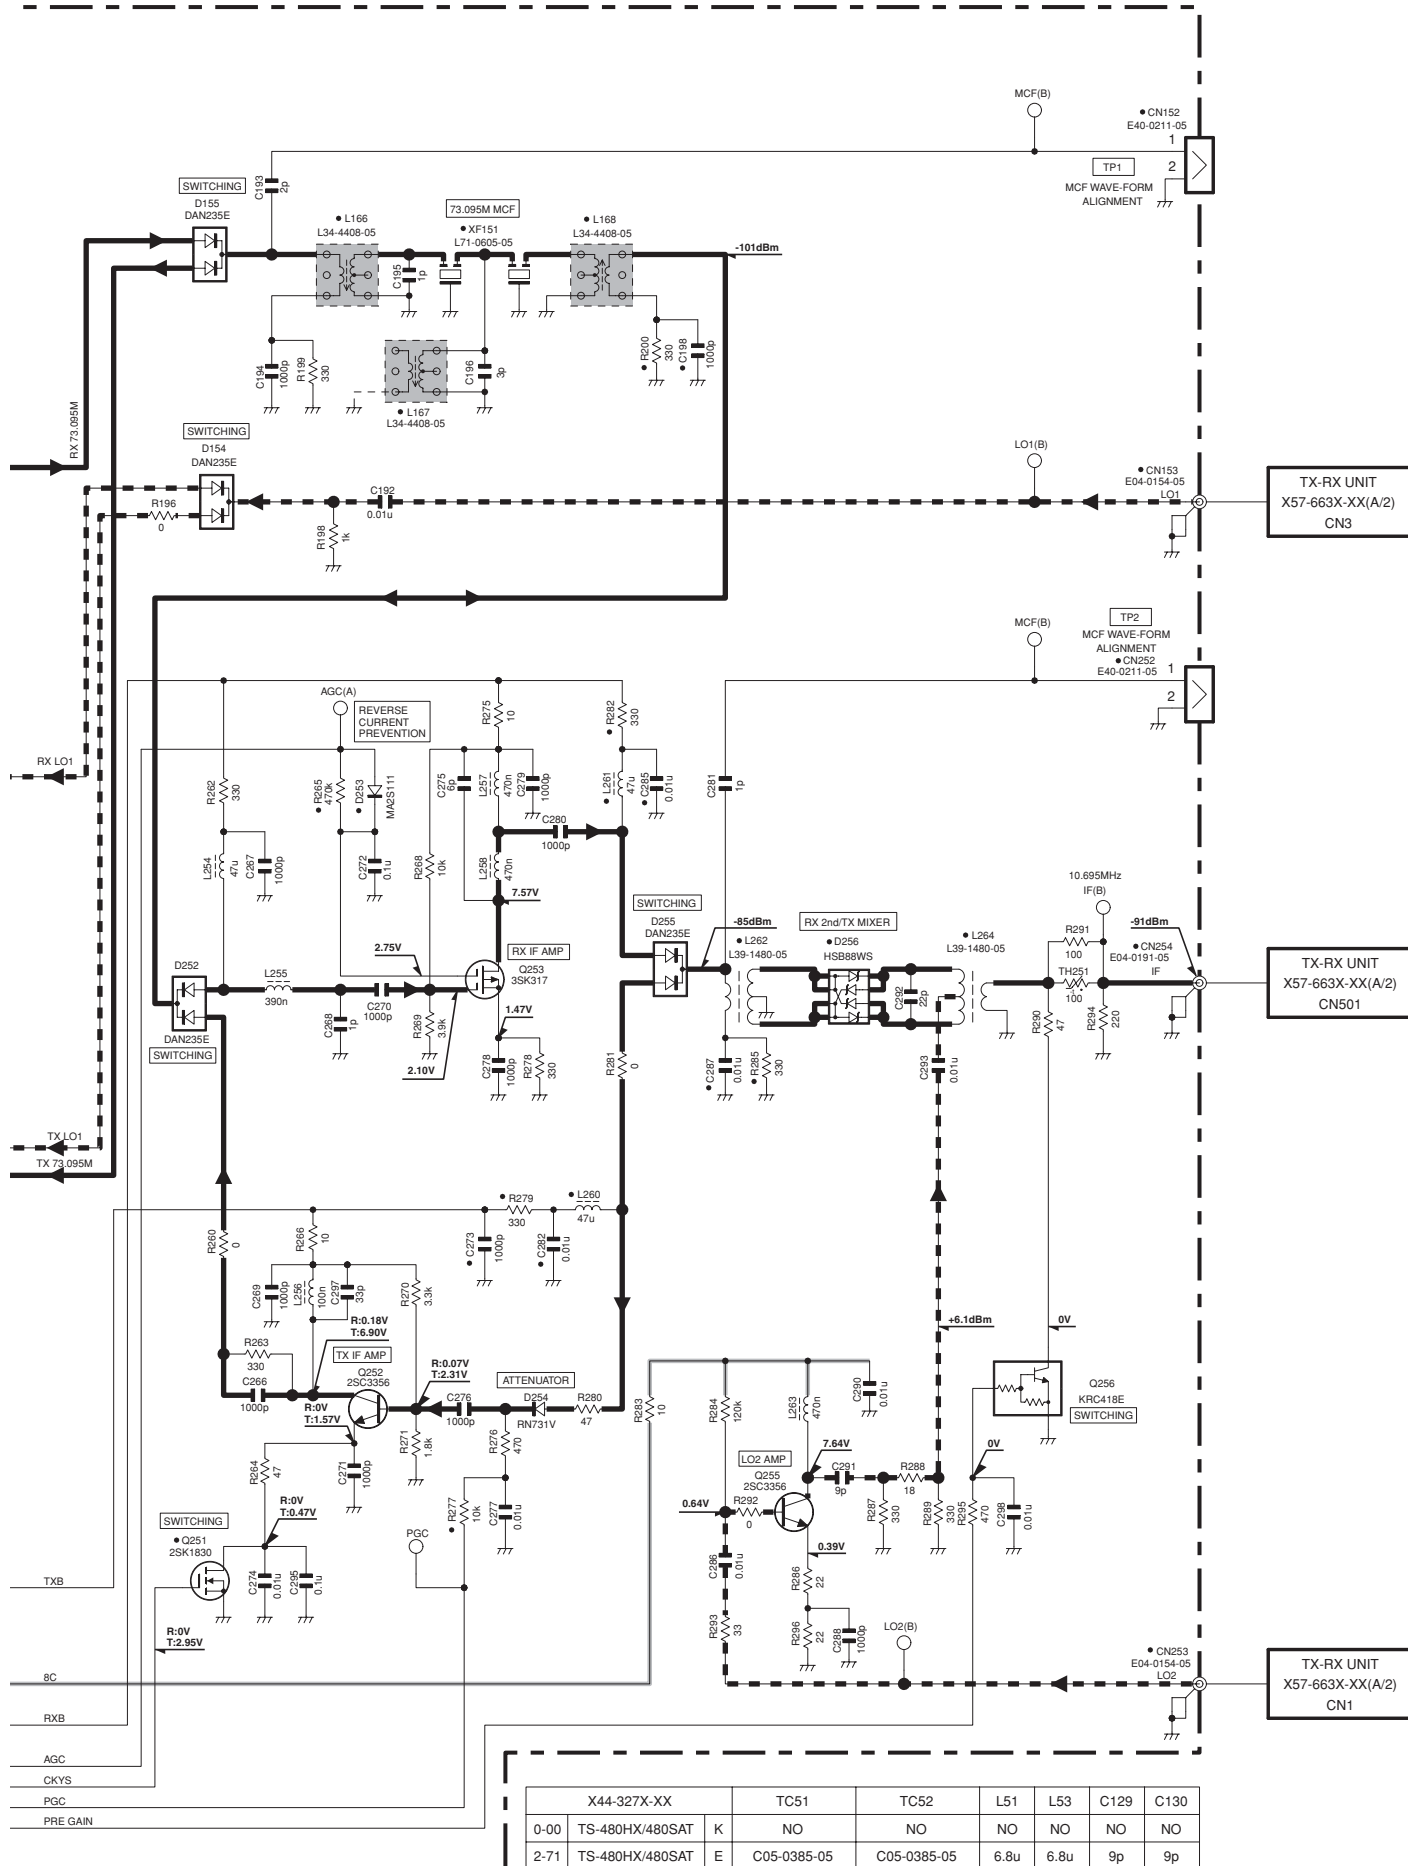 MCF(B)
● CN152
E40-0211-05
1
2
TP1
MCF WAVE-FORM
ALIGNMENT
SWITCHING
D155
DAN235E
C193
2p
● L166
L34-4408-05
C195
1p
73.095M MCF
● XF151
L71-0605-05
● L168
L34-4408-05
-101dBm
C194
1000p
R199
330
● L167
L34-4408-05
C196
3p
● R200
330
● C198
1000p
RX 73.095M
SWITCHING
D154
DAN235E
R196
0
C192
0.01u
R198
1k
LO1(B)
● CN153
E04-0154-05
LO1
TX-RX UNIT
X57-663X-XX(A/2)
CN3
MCF(B)
TP2
MCF WAVE-FORM
ALIGNMENT
● CN252
E40-0211-05
1
2
RX LO1
AGC(A)
REVERSE
CURRENT
PREVENTION
R262
330
● R265
470k
● D253
MA2S111
R275
10
● R282
330
C275
6p
L257
470n
C279
1000p
● L261
47u
● C285
0.01u
C281
1p
L254
47u
C267
1000p
C272
0.1u
R268
10k
L258
470n
C280
1000p
7.57V
SWITCHING
D255
DAN235E
-85dBm
● L262
L39-1480-05
RX 2nd/TX MIXER
● D256
HSB88WS
● L264
L39-1480-05
10.695MHz
IF(B)
R291
100
TH251
100
-91dBm
● CN254
E04-0191-05
IF
TX-RX UNIT
X57-663X-XX(A/2)
CN501
D252
DAN235E
SWITCHING
L255
390n
2.75V
RX IF AMP
Q253
3SK317
C268
1p
C270
1000p
R269
3.9k
2.10V
1.47V
C278
1000p
R278
330
R281
0
● C287
0.01u
● R285
330
C292
22p
C293
0.01u
R290
47
R294
220
TX LO1
TX 73.095M
R260
0
R266
10
● R279
330
● L260
47u
● C273
1000p
● C282
0.01u
C269
1000p
L256
100n
C297
33p
R270
3.3k
R:0.18V
T:6.90V
R263
330
TX IF AMP
Q252
2SC3356
C266
1000p
R:0V
T:1.57V
R:0.07V
T:2.31V
C276
1000p
ATTENUATOR
D254
RN731V
R280
47
R264
47
C271
1000p
R271
1.8k
R276
470
● R277
10k
C277
0.01u
PGC
SWITCHING
● Q251
2SK1830
R:0V
T:0.47V
C274
0.01u
C295
0.1u
R:0V
T:2.95V
R283
10
R284
120k
L263
470n
C290
0.01u
+6.1dBm
0V
Q256
KRC418E
SWITCHING
LO2 AMP
Q255
2SC3356
7.64V
C291
9p
R288
18
0V
0.64V
R292
0
R287
330
R289
330
R295
470
C298
0.01u
0.39V
C286
0.01u
R286
22
R293
33
R296
22
C288
1000p
LO2(B)
● CN253
E04-0154-05
LO2
TX-RX UNIT
X57-663X-XX(A/2)
CN1
TXB
8C
RXB
AGC
CKYS
PGC
PRE GAIN
X44-327X-XX TC51 TC52 L51 L53 C129 C130
0-00 TS-480HX/480SAT K NO NO NO NO NO NO
2-71 TS-480HX/480SAT E C05-0385-05 C05-0385-05 6.8u 6.8u 9p 9p